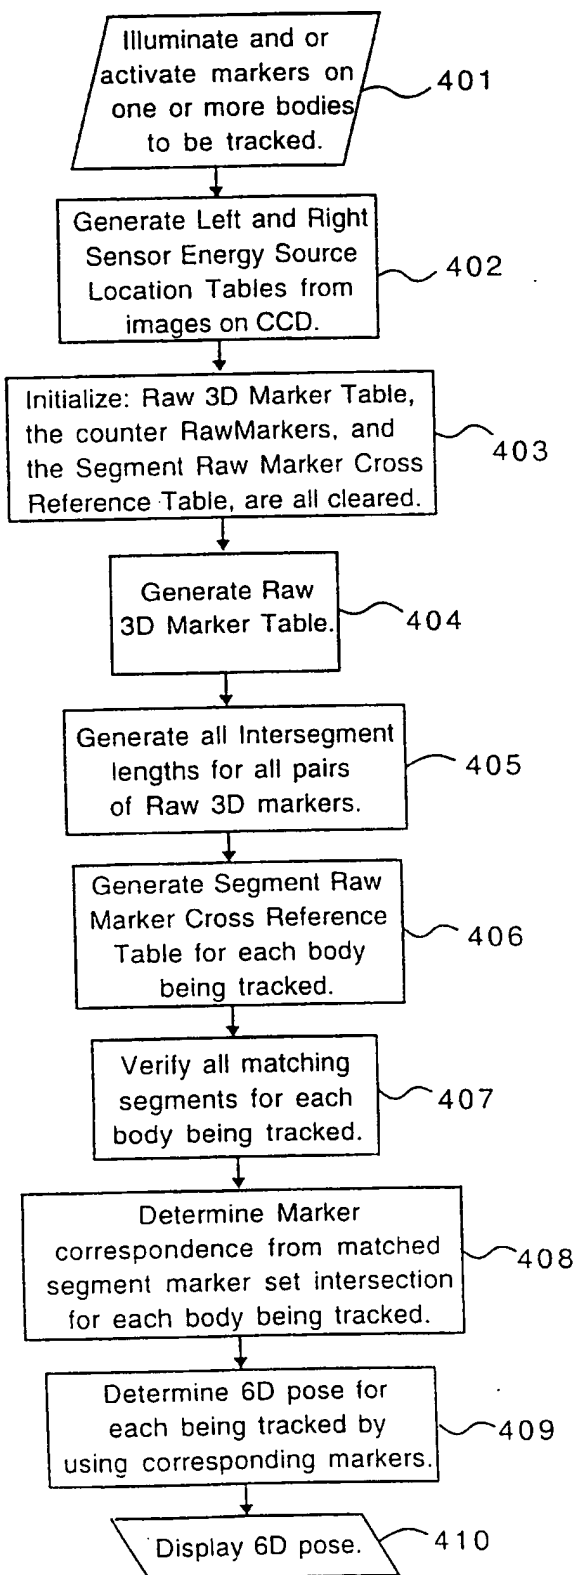 Illuminate and or
activate markers on
one or more bodies
to be tracked.
401
Generate Left and Right
Sensor Energy Source
Location Tables from
images on CCD.
402
Initialize: Raw 3D Marker Table,
the counter RawMarkers, and
the Segment Raw Marker Cross
Reference Table, are all cleared.
403
Generate Raw
3D Marker Table.
404
Generate all Intersegment
lengths for all pairs
of Raw 3D markers.
405
Generate Segment Raw
Marker Cross Reference
Table for each body
being tracked.
406
Verify all matching
segments for each
body being tracked.
407
Determine Marker
correspondence from matched
segment marker set intersection
for each body being tracked.
408
Determine 6D pose for
each being tracked by
using corresponding markers.
409
Display 6D pose.
410